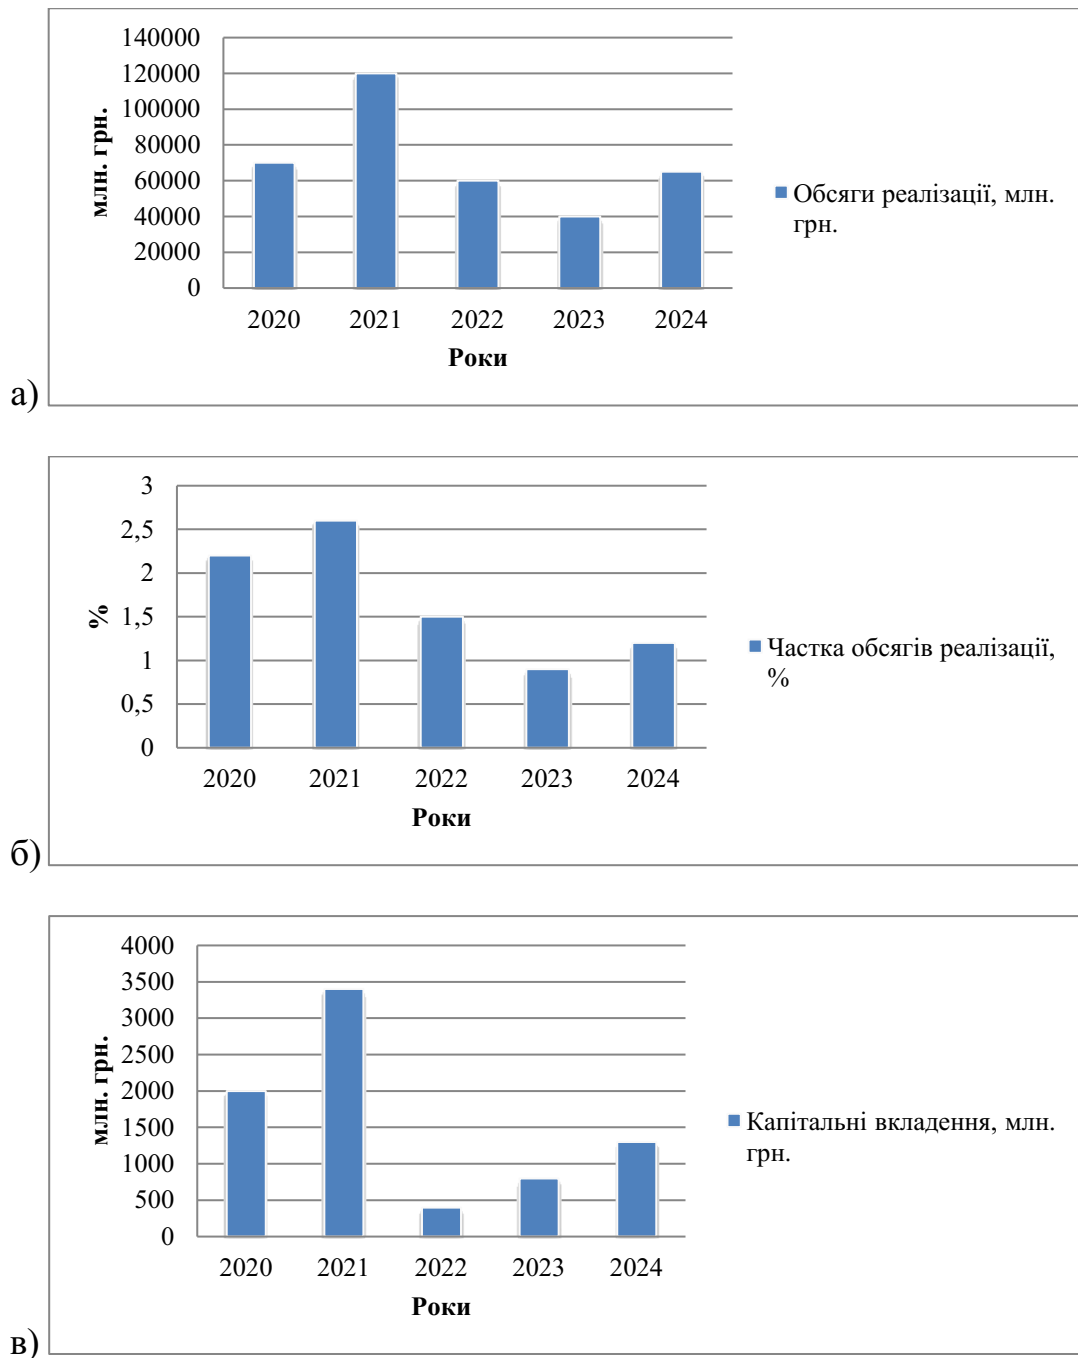 140000
120000
100000
80000
60000
40000
20000
0
млн. грн.
2020 2021 2022 2023 2024
Роки
Обсяги реалізації, млн.
грн.
а)
3
2,5
2
1,5
1
0,5
0
%
2020 2021 2022 2023 2024
Роки
Частка обсягів реалізації,
%
б)
4000
3500
3000
2500
2000
1500
1000
500
0
млн. грн.
2020 2021 2022 2023 2024
Роки
Капітальні вкладення, млн.
грн.
в)